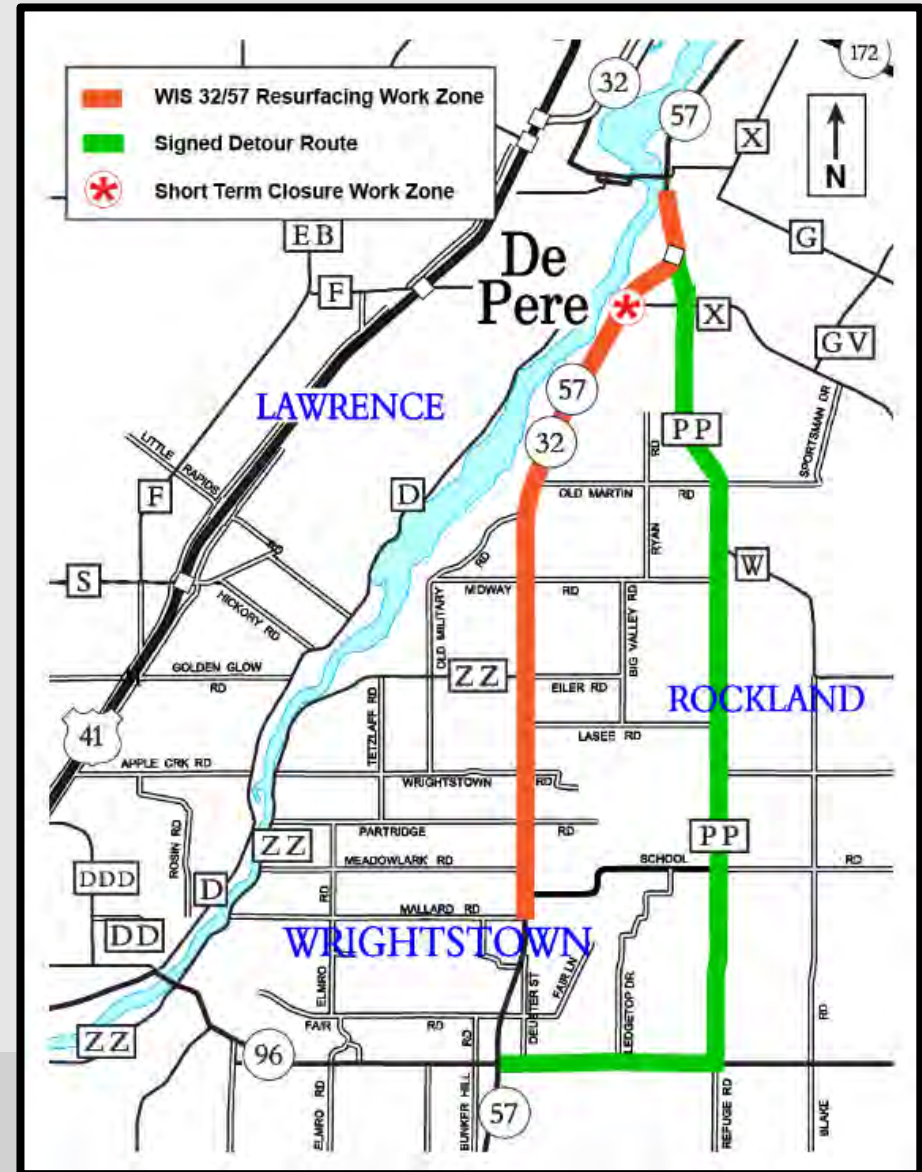 WIS 32/57 Resurfacing Work Zone
Signed Detour Route
* Short Term Closure Work Zone
172
32
57
X
N
EB
G
De
Pere
F
X
GV
57
LAWRENCE
PP
32
SPORTSMAN DR
LITTLE RAPIDS RD
F
D
OLD MARTIN RD
RYAN RD
S
W
MIDWAY RD
HICKORY RD
OLD MILITARY RD
BIG VALLEY RD
GOLDEN GLOW RD
ZZ
EILER RD
ROCKLAND
TETZLAFF RD
41
LASEE RD
APPLE CRK RD
WRIGHTSTOWN RD
ROSIN RD
ZZ
PARTRIDGE RD
PP
MEADOWLARK RD
SCHOOL RD
DDD
D
MALLARD RD
DD
WRIGHTSTOWN
ELMRO RD
FAIR LN
DEUSTER ST
LEDGETOP DR
FAIR RD
ZZ
96
BUNKER HILL RD
ELMRO RD
57
REFUGE RD
BLAKE RD